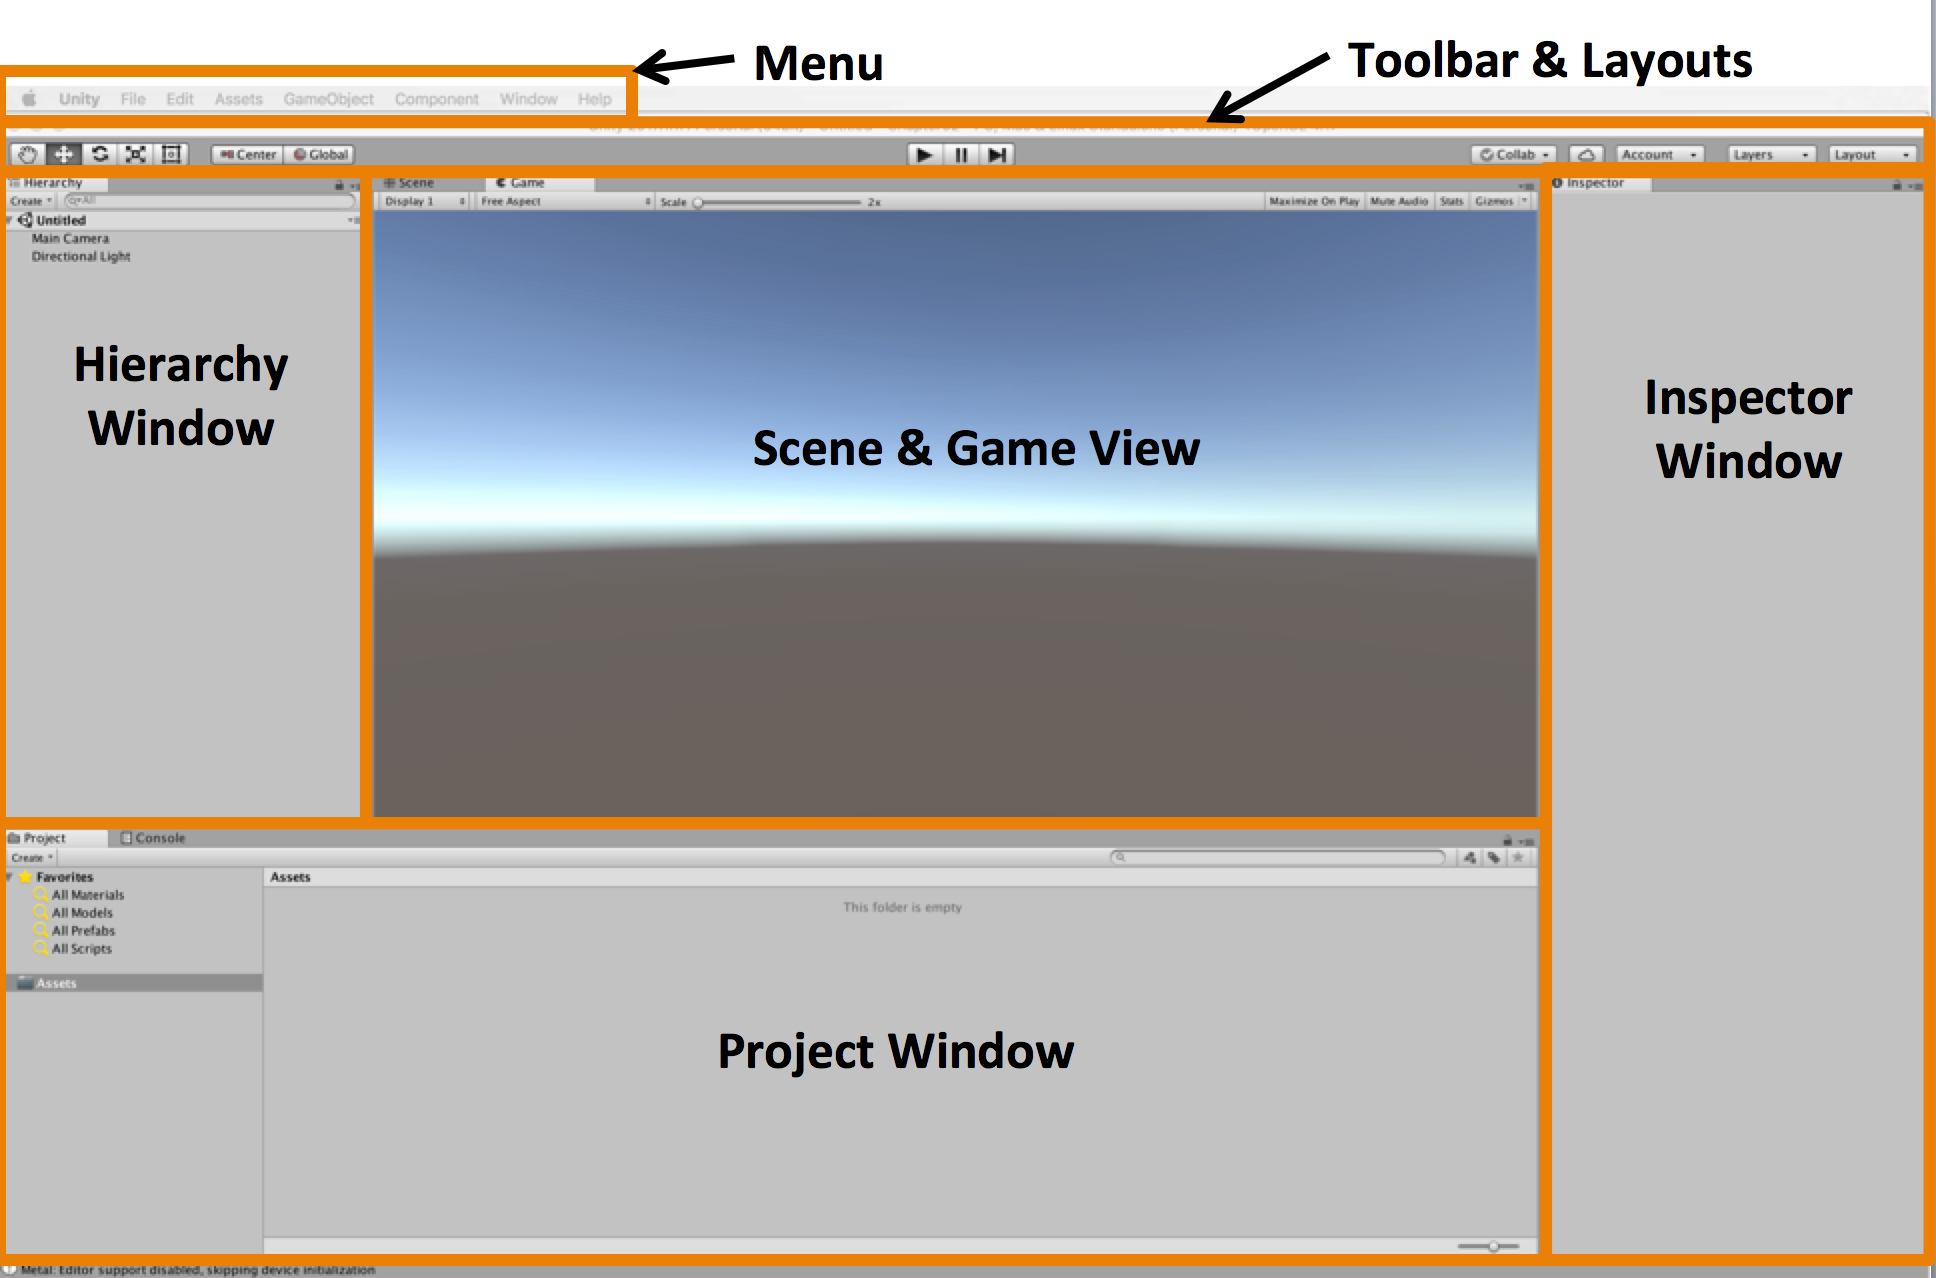 Menu
Toolbar & Layouts
Unity File Edit Assets GameObject Component Window Help
Center Global
Collab Account Layers Layout
Hierarchy
Create All
Untitled
Main Camera
Directional Light
Hierarchy
Window
Scene Game
Display 1 Free Aspect Scale 2x Maximize On Play Mute Audio Stats Gizmos
Scene & Game View
Inspector
Inspector
Window
Project Console
Create
Favorites
All Materials
All Models
All Prefabs
All Scripts
Assets
Assets
This folder is empty
Project Window
Metal: Editor support disabled, skipping device initialization